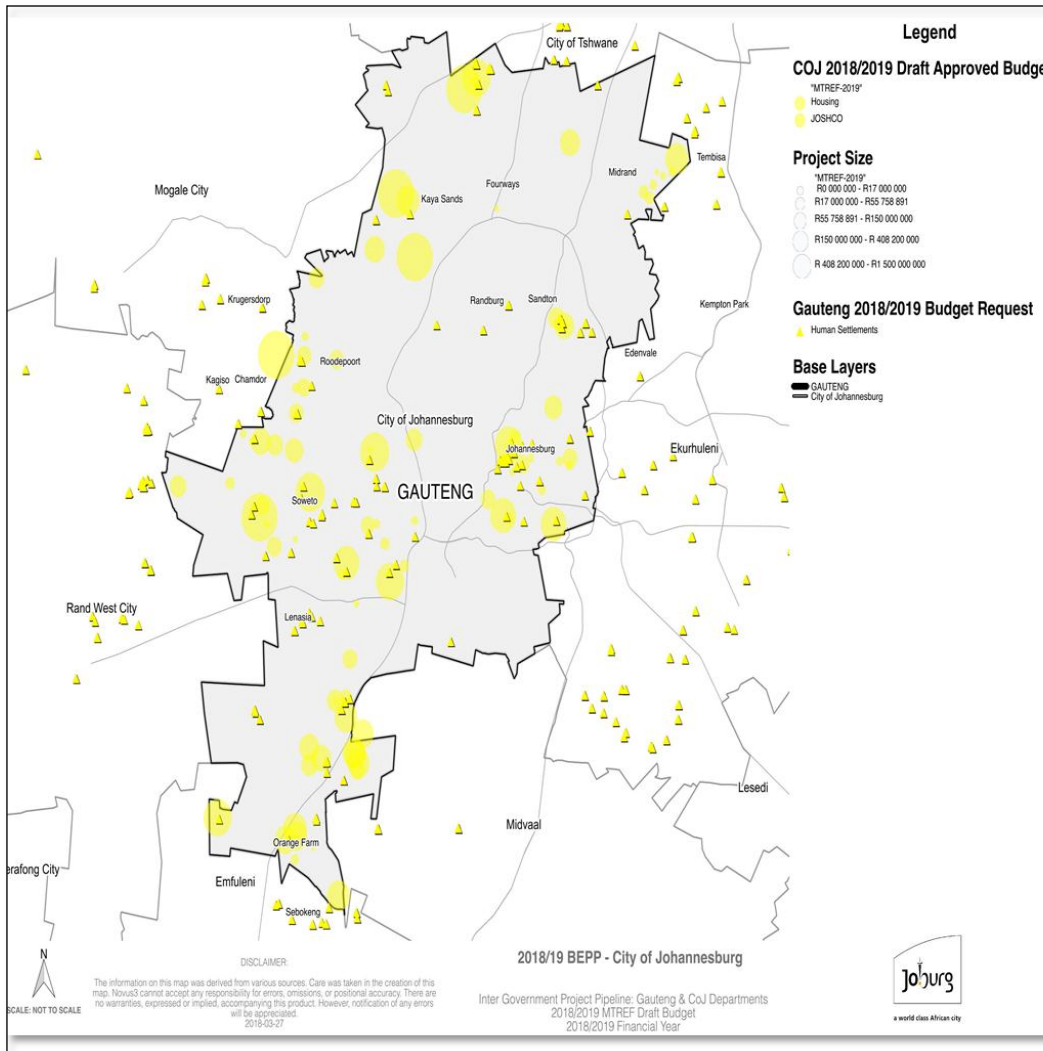 City of Tshwane
Mogale City
Fourways
Midrand
Tembisa
Kaya Sands
Krugersdorp
Randburg
Sandton
Kempton Park
Edenvale
Roodepoort
Kagiso
Chamdor
City of Johannesburg
Johannesburg
Ekurhuleni
GAUTENG
Soweto
Rand West City
Lenasia
Lesedi
Midvaal
Orange Farm
erafong City
Emfuleni
Sebokeng
Legend
COJ 2018/2019 Draft Approved Budge
"MTREF-2019"
Housing
JOSHCO
Project Size
"MTREF-2019"
R0 000 000 - R17 000 000
R17 000 000 - R55 758 891
R55 758 891 - R150 000 000
R150 000 000 - R 408 200 000
R 408 200 000 - R1 500 000 000
Gauteng 2018/2019 Budget Request
Human Settlements
Base Layers
GAUTENG
City of Johannesburg
N
SCALE: NOT TO SCALE
DISCLAIMER:
The information on this map was derived from various sources. Care was taken in the creation of this
map. Novus3 cannot accept any responsibility for errors, omissions, or positional accuracy. There are
no warranties, expressed or implied, accompanying this product. However, notification of any errors
will be appreciated.
2018-03-27
2018/19 BEPP - City of Johannesburg
Inter Government Project Pipeline: Gauteng & CoJ Departments
2018/2019 MTREF Draft Budget
2018/2019 Financial Year
Joburg
a world class African city